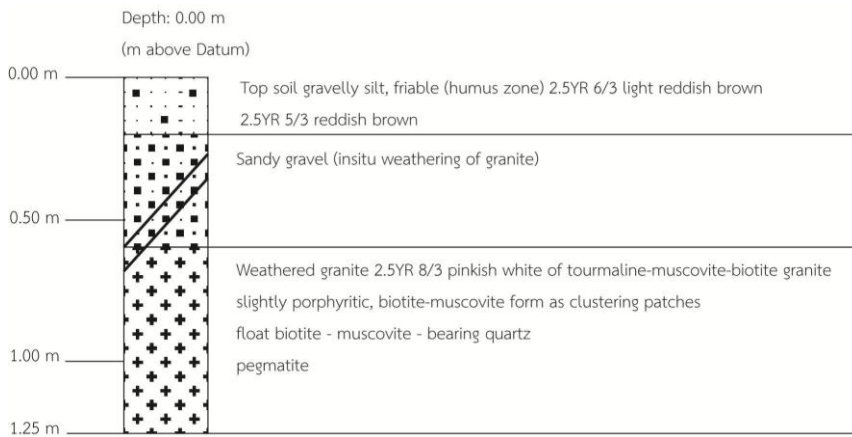 Depth: 0.00 m
(m above Datum)
0.00 m
Top soil gravelly silt, friable (humus zone) 2.5YR 6/3 light reddish brown
2.5YR 5/3 reddish brown
Sandy gravel (insitu weathering of granite)
0.50 m
Weathered granite 2.5YR 8/3 pinkish white of tourmaline-muscovite-biotite granite
slightly porphyritic, biotite-muscovite form as clustering patches
float biotite - muscovite - bearing quartz
1.00 m
pegmatite
1.25 m